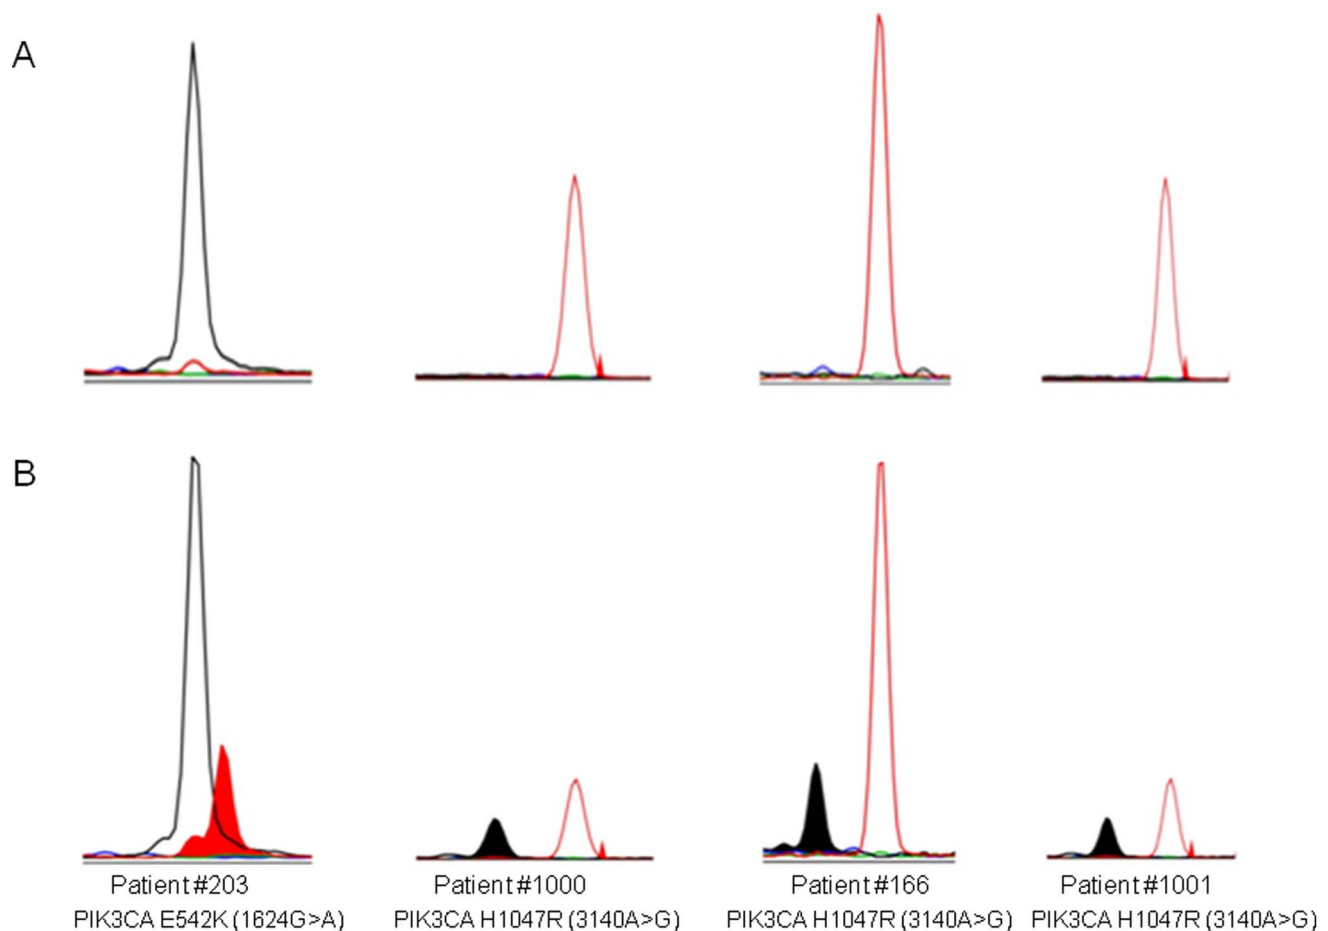 A
B
Patient #203
Patient #1000
Patient #166
Patient #1001
PIK3CA E542K (1624G>A)
PIK3CA H1047R (3140A>G)
PIK3CA H1047R (3140A>G)
PIK3CA H1047R (3140A>G)